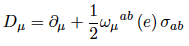 D_μ = ∂_μ + \frac{1}{2} ω_μ{}^{ab} (e) σ_{ab}